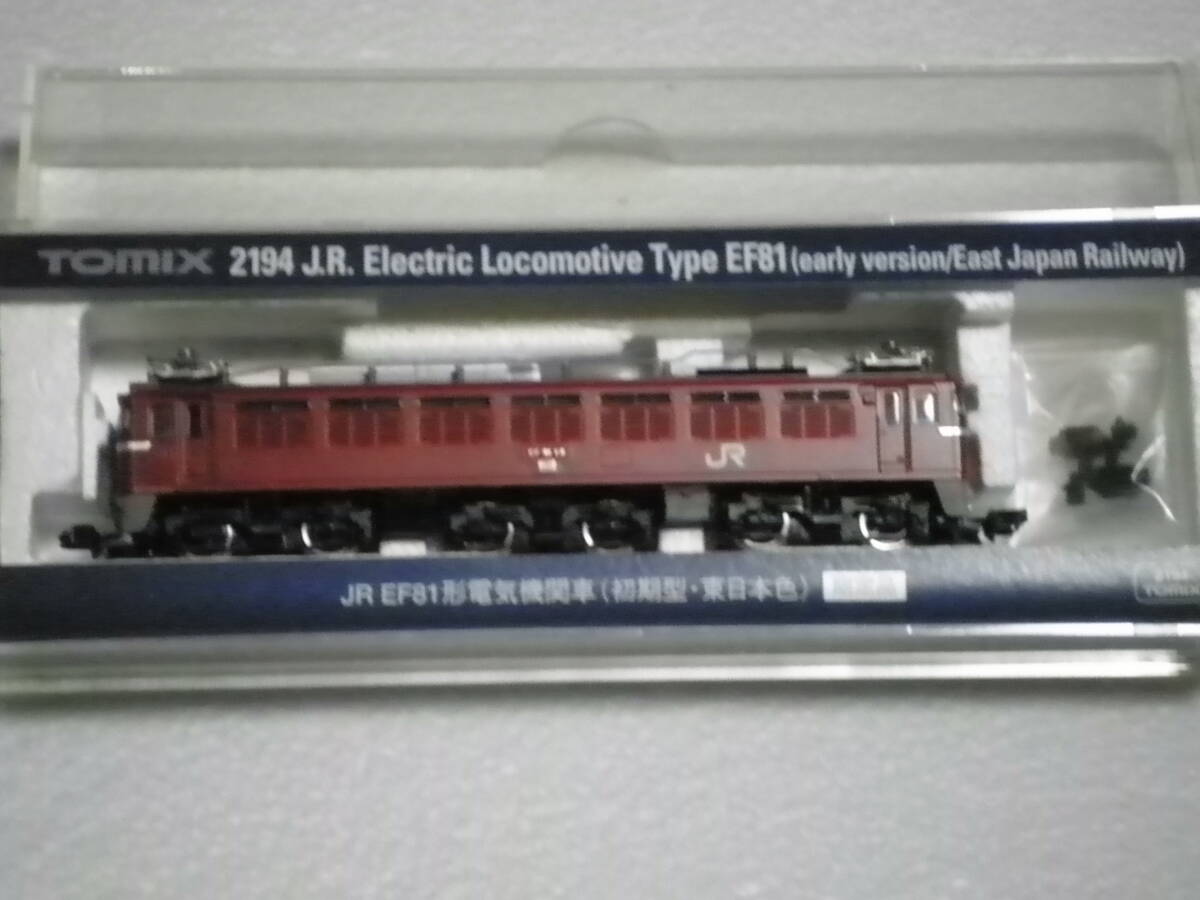 TOMIX 2194 J.R. Electric Locomotive Type EF81 (early version/East Japan Railway)
JR
JR EF81形電気機関車(初期型・東日本色)
TOMIX